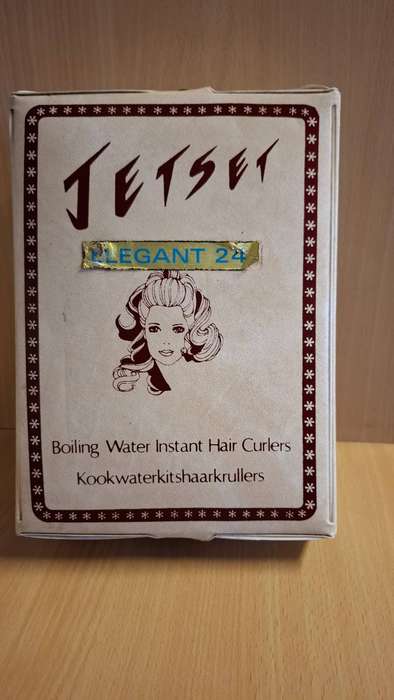 JETSET
ELEGANT 24
Boiling Water Instant Hair Curlers
Kookwaterkitshaarkrullers